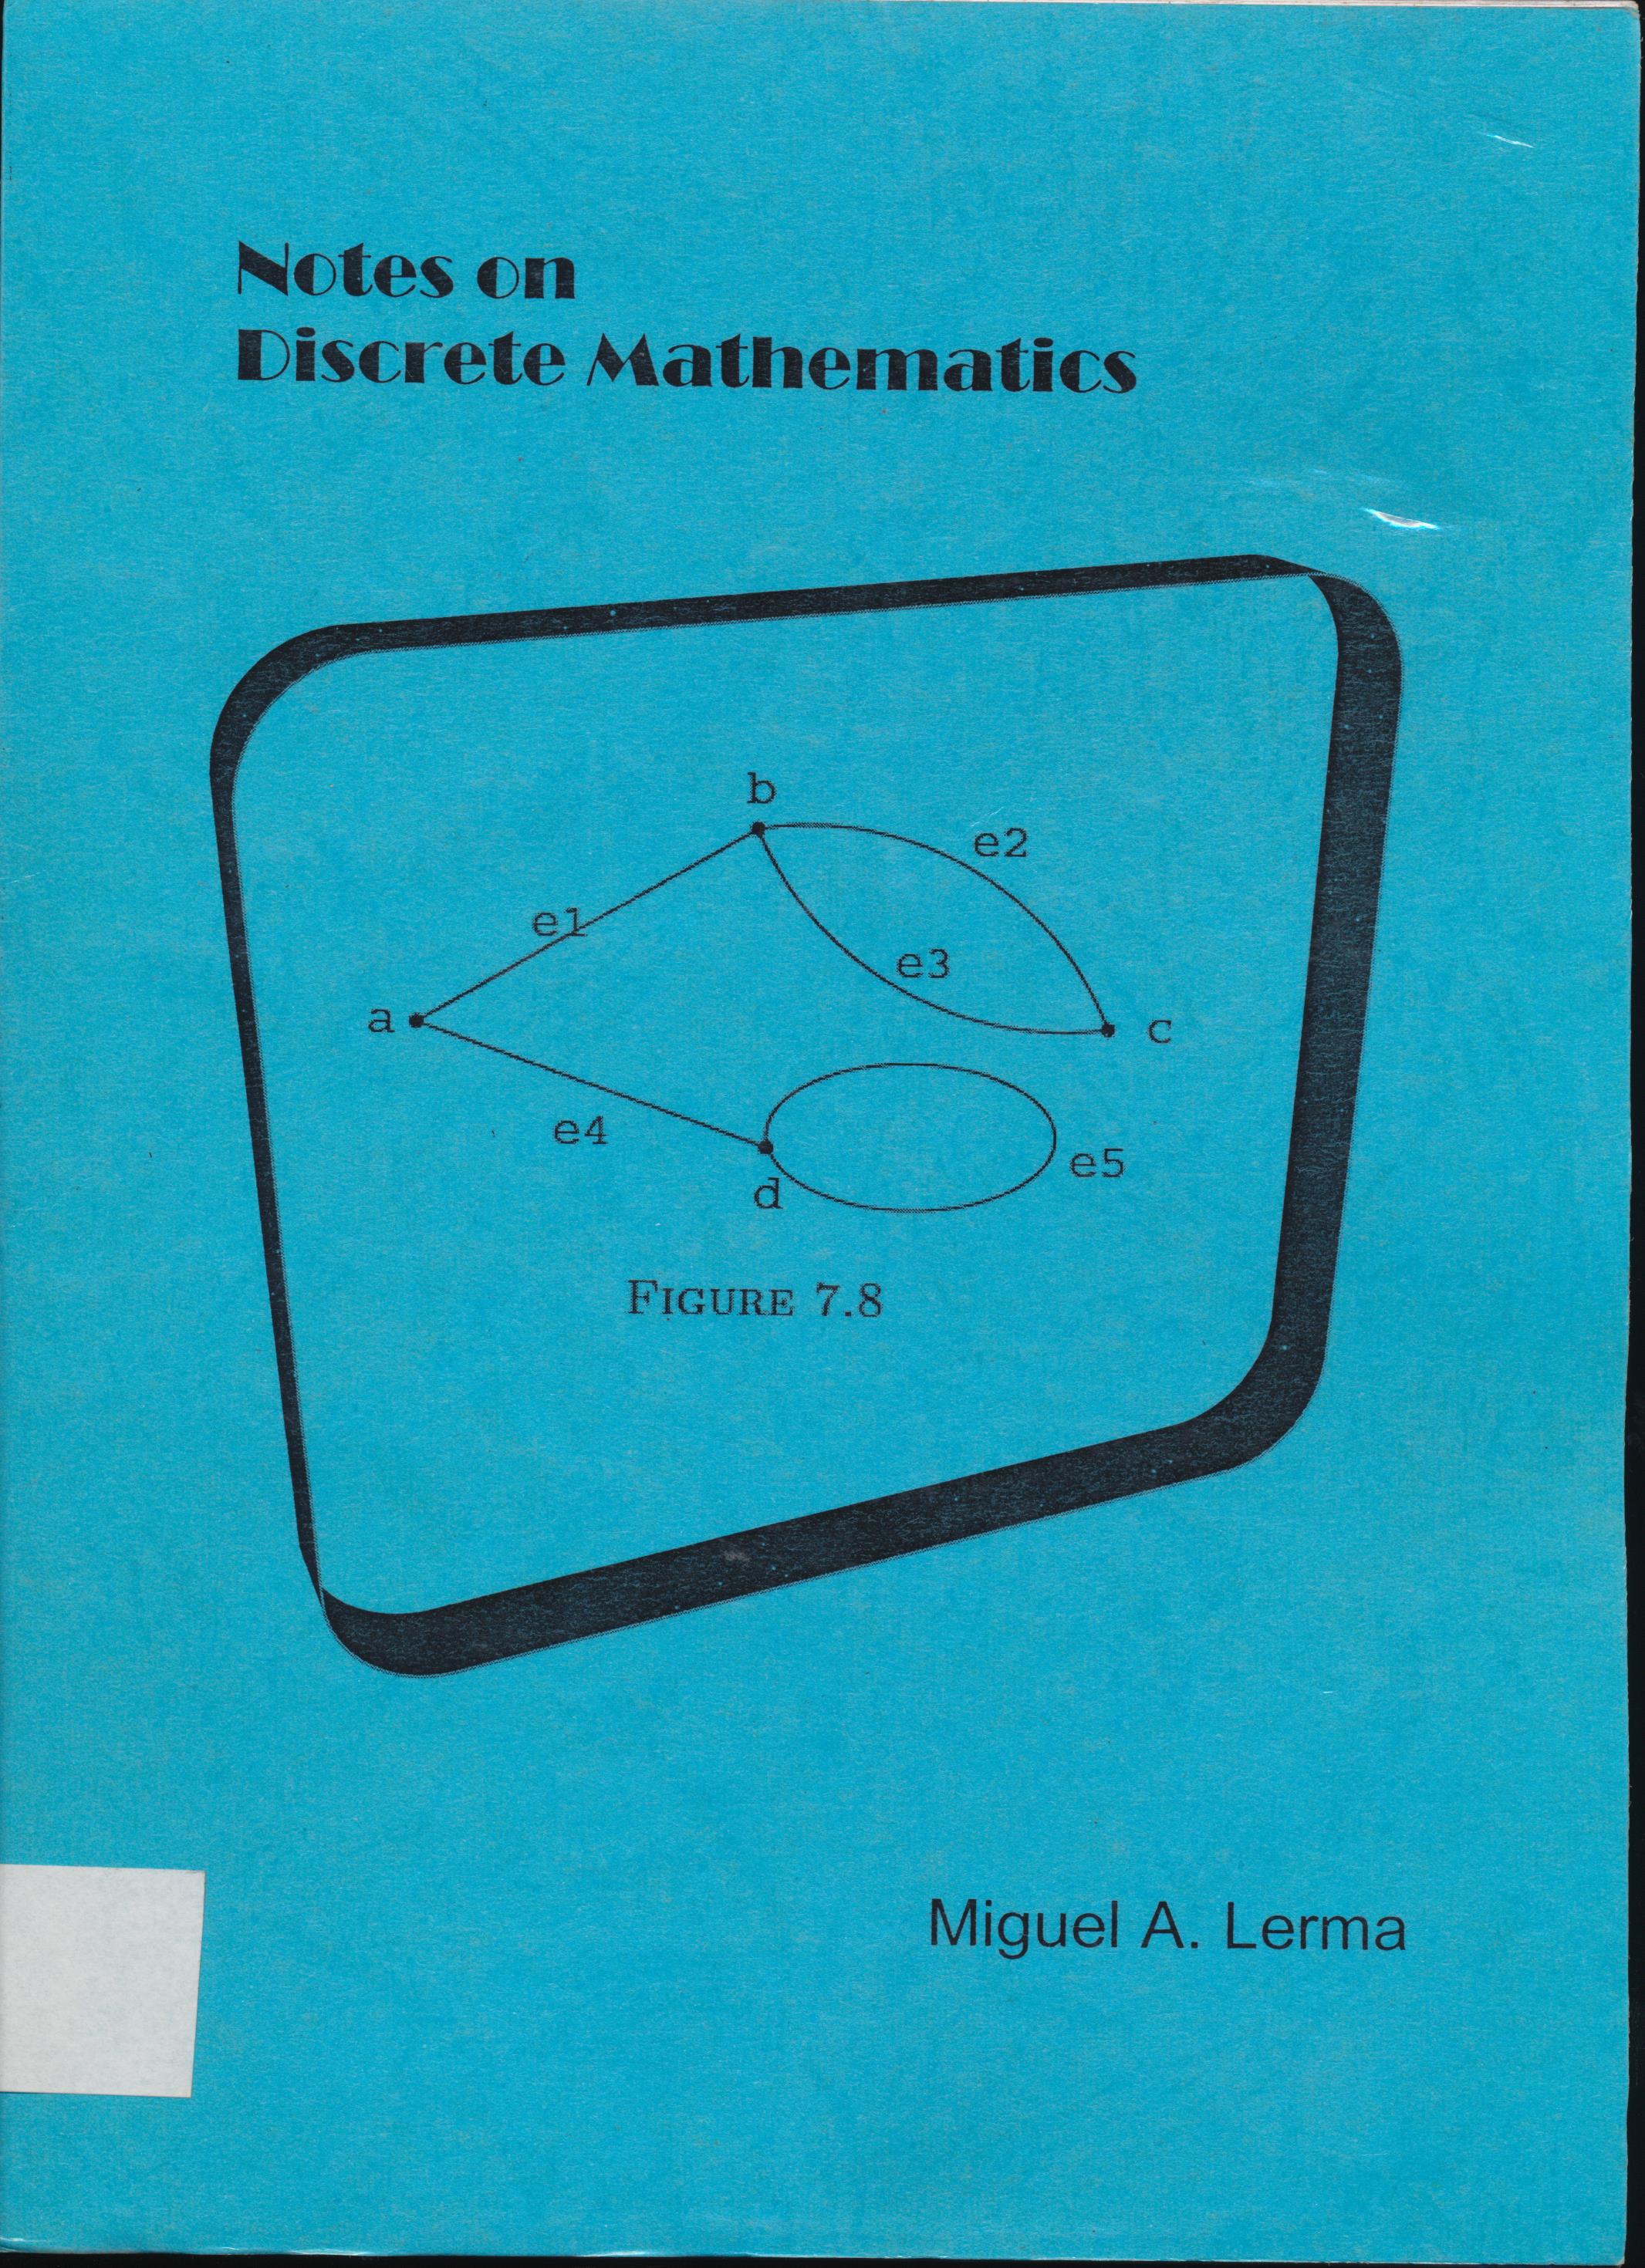 Notes on
Discrete Mathematics
b
e2
e1
e3
a
c
e4
e5
d
FIGURE 7.8
Miguel A. Lerma